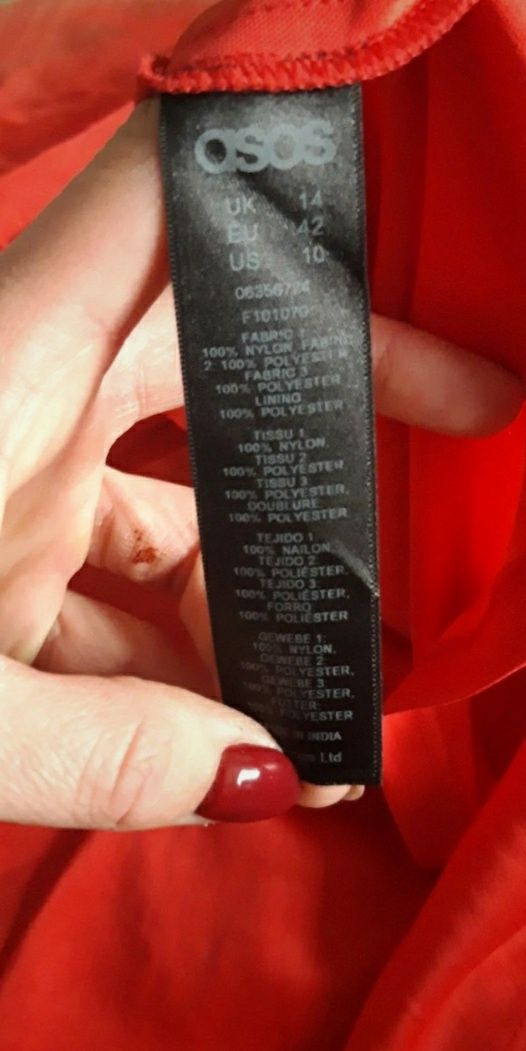 asos
UK 14
EU 42
US 10
F101070
FABRIC 1
100% NYLON, FABRIC
2 100% POLYESTER
FABRIC 3
100% POLYESTER
LINING
100% POLYESTER
TISSU 1
100% NYLON
TISSU 2
100% POLYESTER
TISSU 3
100% POLYESTER,
DOUBLURE:
100% POLYESTER
TEJIDO 1
100% NAILON,
TEJIDO 2:
100% POLIÉSTER,
TEJIDO 3:
100% POLIÉSTER,
FORRO
100% POLIÉSTER
GEWEBE 1:
100% NYLON,
GEWEBE 2:
100% POLYESTER,
GEWEBE 3:
100% POLYESTER,
FUTTER:
100% POLYESTER
IN INDIA
Ltd